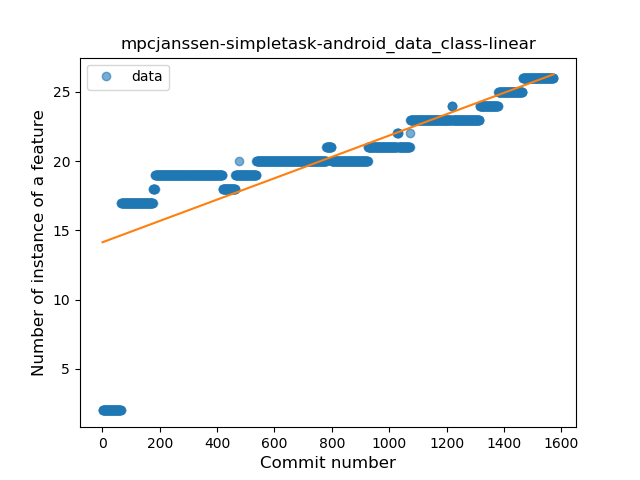 mpcjanssen-simpletask-android_data_class-linear
data
Number of instance of a feature
25
20
15
10
5
0 200 400 600 800 1000 1200 1400 1600
Commit number